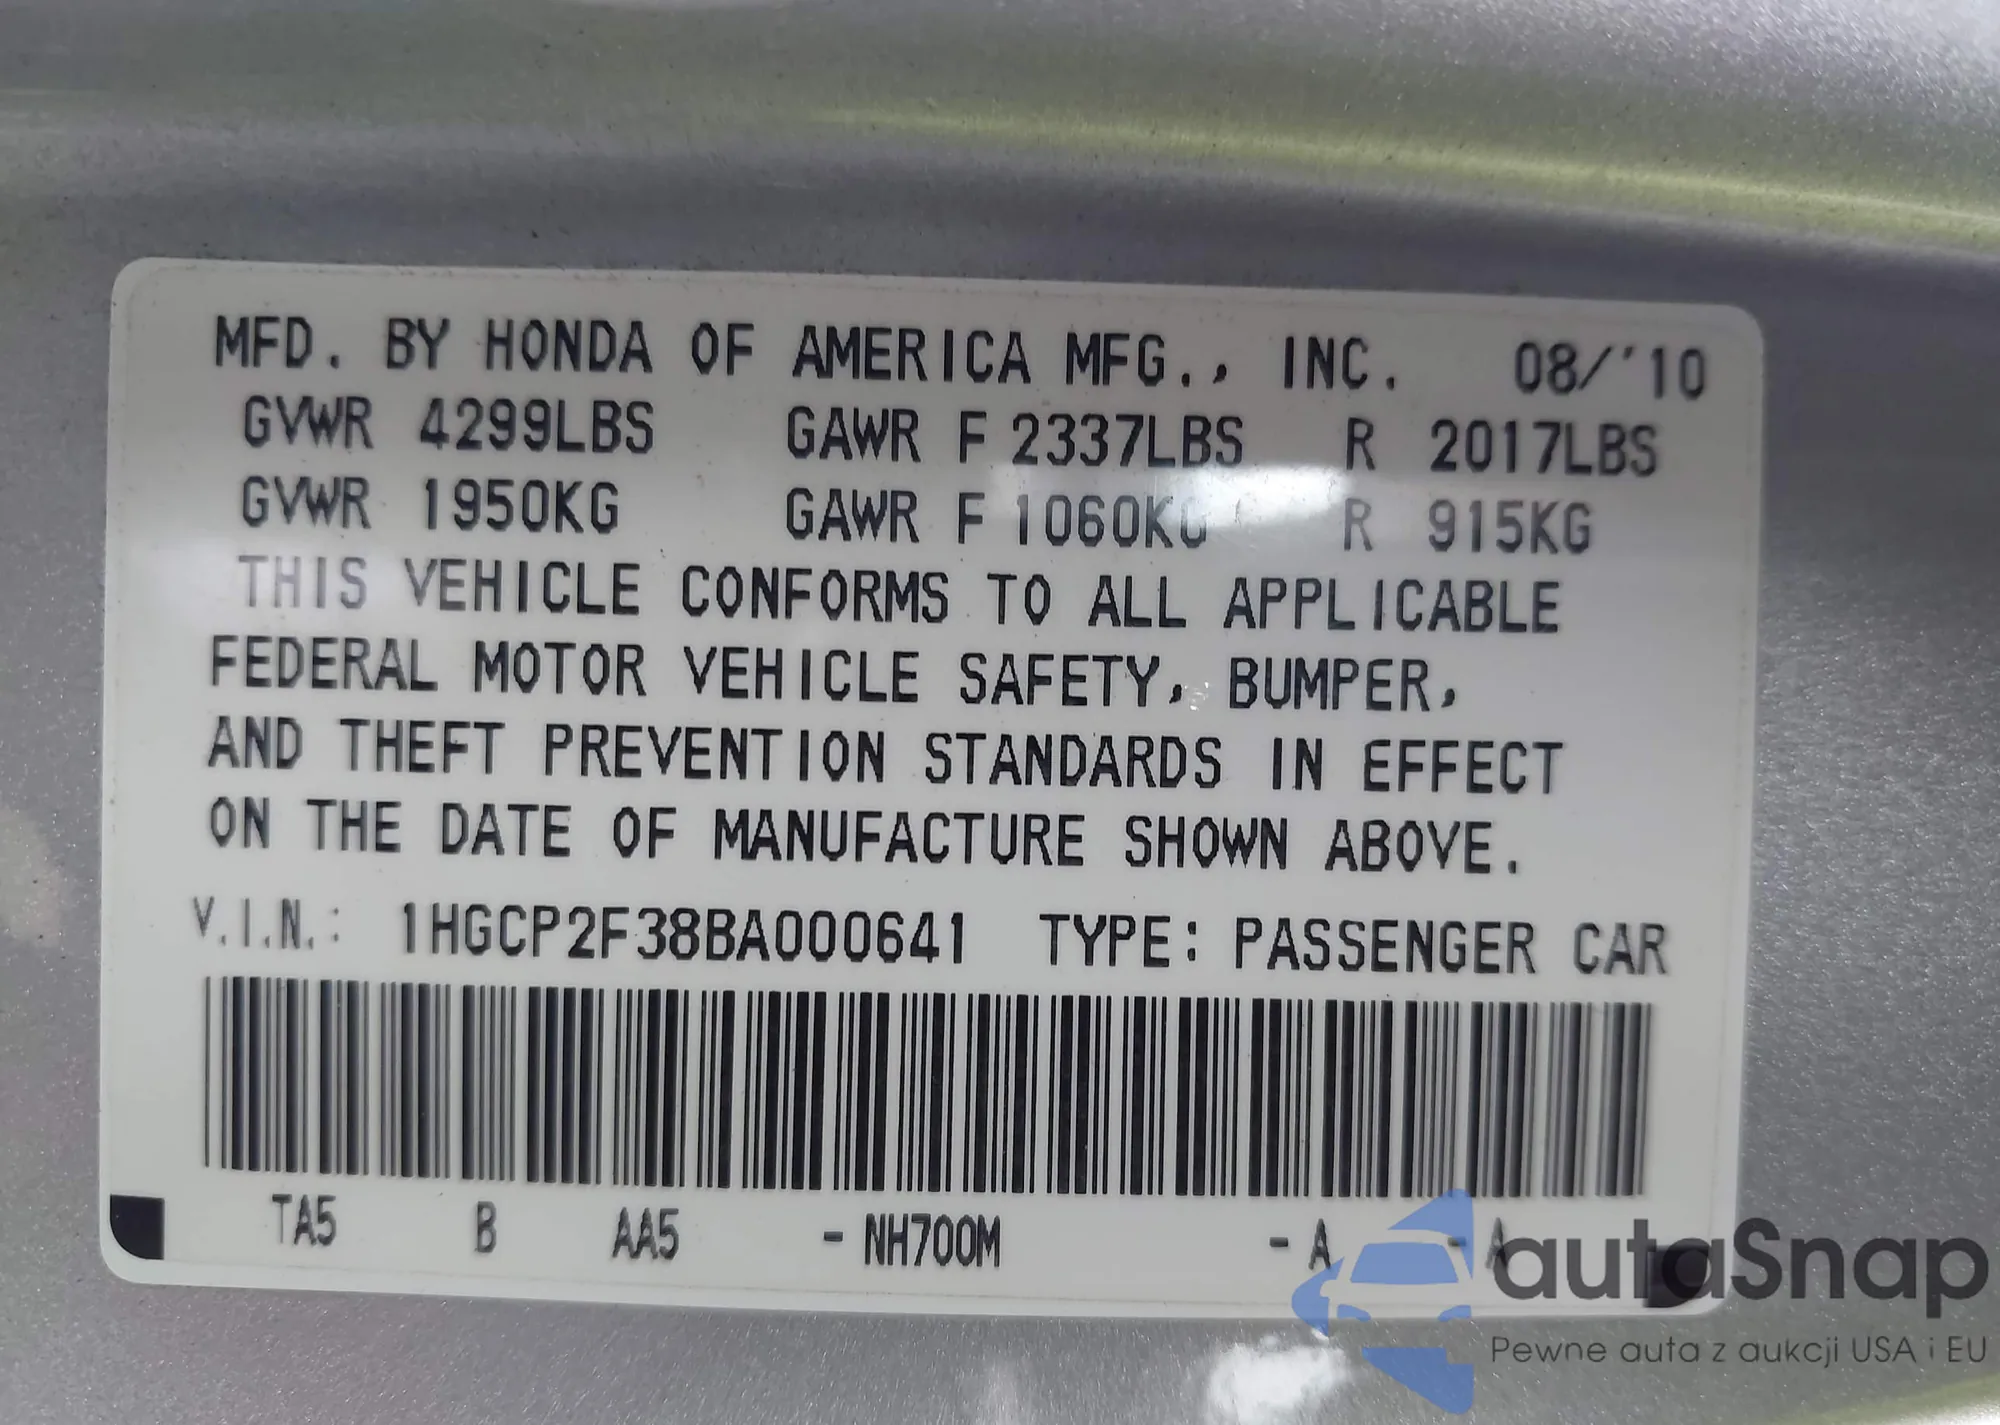 MFD. BY HONDA OF AMERICA MFG., INC. 08/'10
GVWR 4299LBS GAWR F 2337LBS R 2017LBS
GVWR 1950KG GAWR F 1060KG R 915KG
THIS VEHICLE CONFORMS TO ALL APPLICABLE
FEDERAL MOTOR VEHICLE SAFETY, BUMPER,
AND THEFT PREVENTION STANDARDS IN EFFECT
ON THE DATE OF MANUFACTURE SHOWN ABOVE.
V.I.N.: 1HGCP2F38BA000641 TYPE: PASSENGER CAR
TA5 B AA5 - NH700M - A - A
autaSnap
Pewne auta z aukcji USA i EU